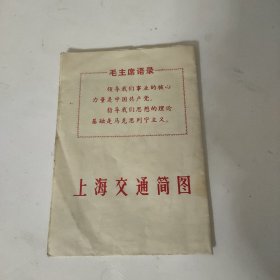 毛主席语录
领导我们事业的核心
力量是中国共产党。
指导我们思想的理论
基础是马克思列宁主义。
上海交通简图